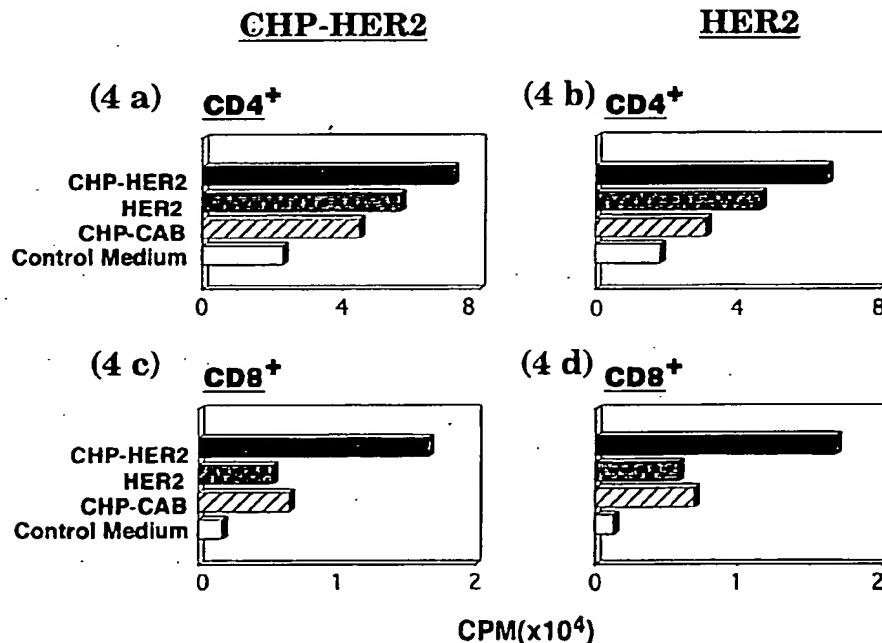 CHP-HER2 HER2
(4 a) CD4+ (4 b) CD4+
CHP-HER2
HER2
CHP-CAB
Control Medium
0 4 8 0 4 8
(4 c) CD8+ (4 d) CD8+
CHP-HER2
HER2
CHP-CAB
Control Medium
0 1 2 0 1 2
CPM(x10⁴)